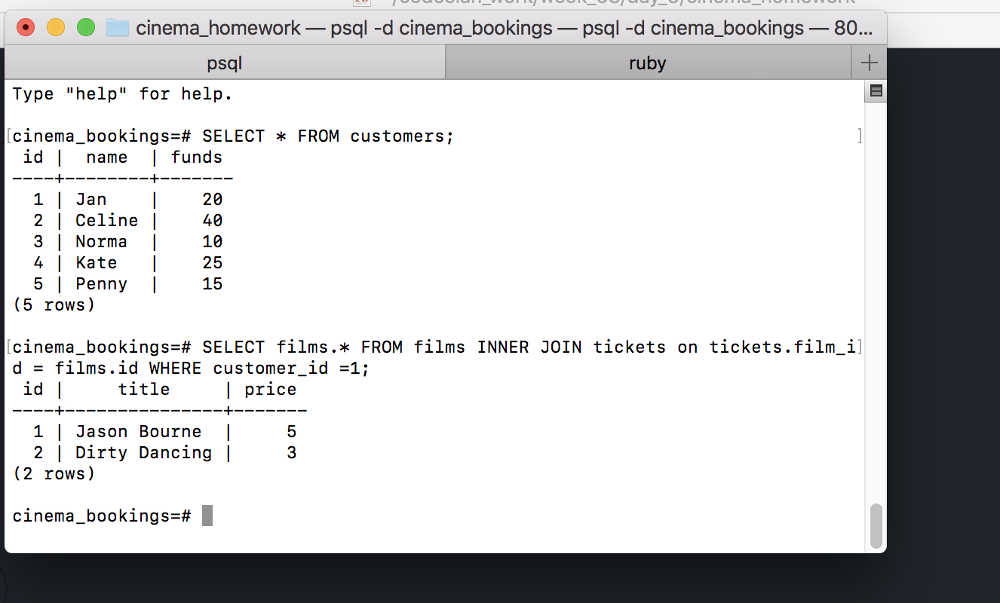 cinema_homework — psql -d cinema_bookings — psql -d cinema_bookings — 80...
psql
ruby
Type "help" for help.
[cinema_bookings=# SELECT * FROM customers; ]
 id |  name  | funds
----+--------+-------
  1 | Jan    |    20
  2 | Celine |    40
  3 | Norma  |    10
  4 | Kate   |    25
  5 | Penny  |    15
(5 rows)
[cinema_bookings=# SELECT films.* FROM films INNER JOIN tickets on tickets.film_i]
d = films.id WHERE customer_id =1;
 id |     title     | price
----+---------------+-------
  1 | Jason Bourne  |     5
  2 | Dirty Dancing |     3
(2 rows)
cinema_bookings=#